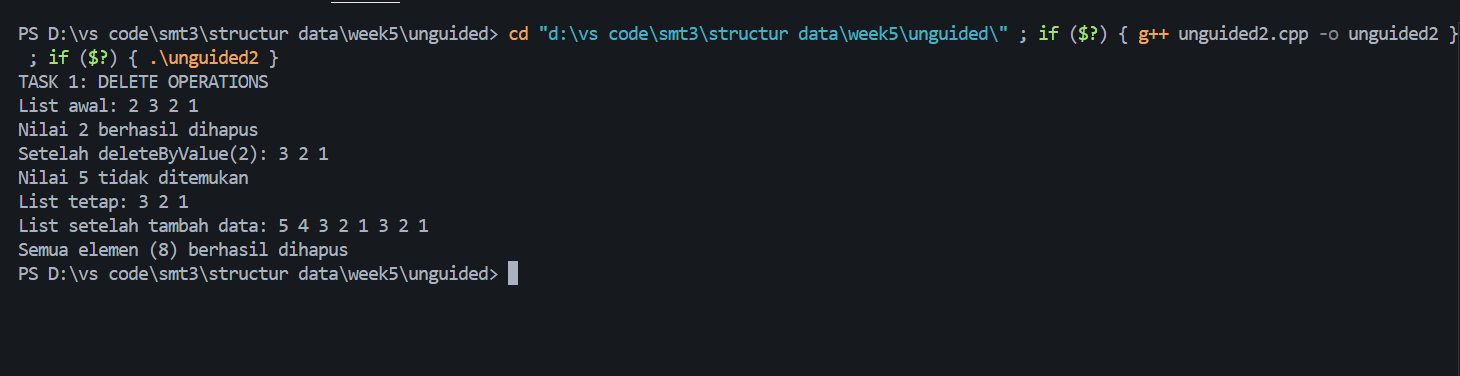 PS D:\vs code\smt3\structur data\week5\unguided> cd "d:\vs code\smt3\structur data\week5\unguided\" ; if ($?) { g++ unguided2.cpp -o unguided2 }
 ; if ($?) { .\unguided2 }
TASK 1: DELETE OPERATIONS
List awal: 2 3 2 1
Nilai 2 berhasil dihapus
Setelah deleteByValue(2): 3 2 1
Nilai 5 tidak ditemukan
List tetap: 3 2 1
List setelah tambah data: 5 4 3 2 1 3 2 1
Semua elemen (8) berhasil dihapus
PS D:\vs code\smt3\structur data\week5\unguided>